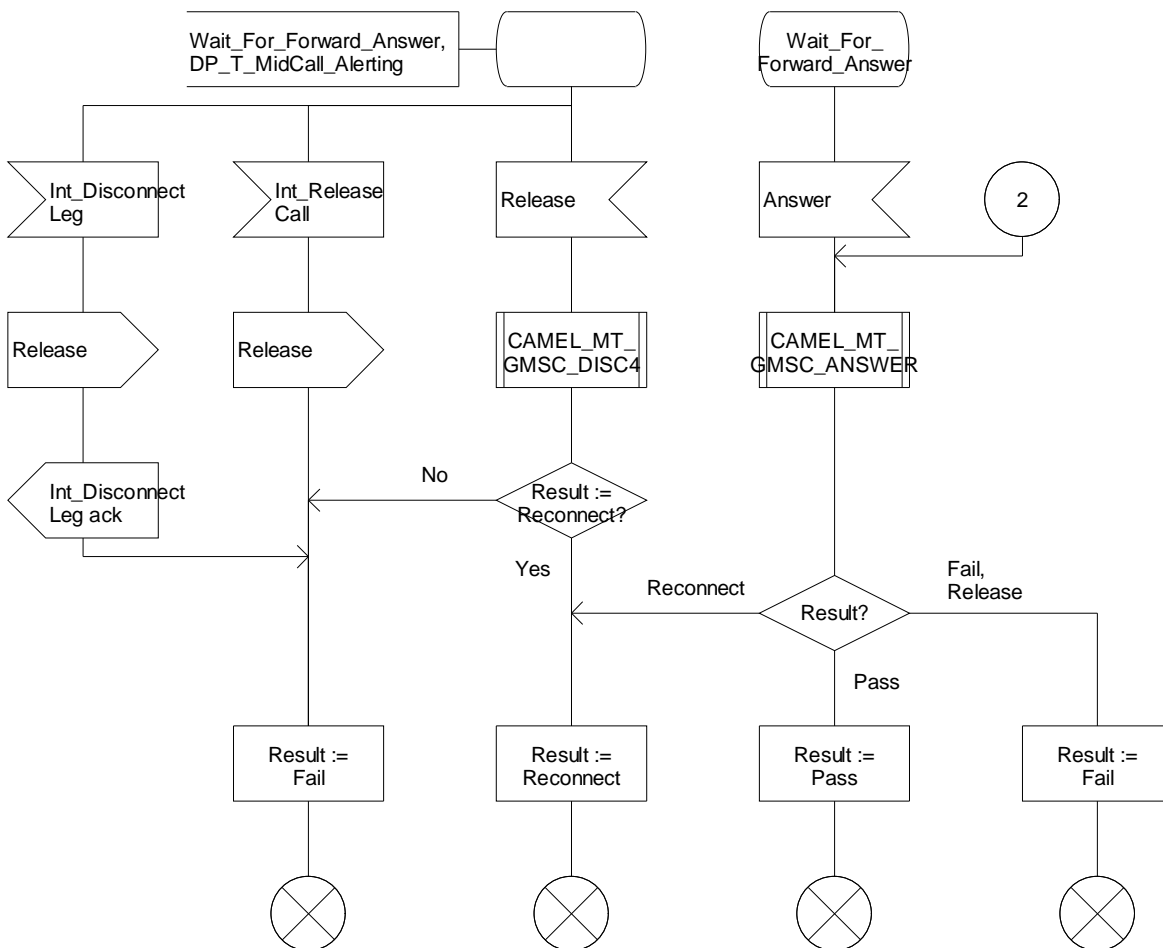 Wait_For_Forward_Answer,
DP_T_MidCall_Alerting
Wait_For_
Forward_Answer
Int_Disconnect
Leg
Int_Release
Call
Release
Answer
2
Release
Release
CAMEL_MT_
GMSC_DISC4
CAMEL_MT_
GMSC_ANSWER
Int_Disconnect
Leg ack
No
Result :=
Reconnect?
Yes
Reconnect
Result?
Fail,
Release
Pass
Result :=
Fail
Result :=
Reconnect
Result :=
Pass
Result :=
Fail